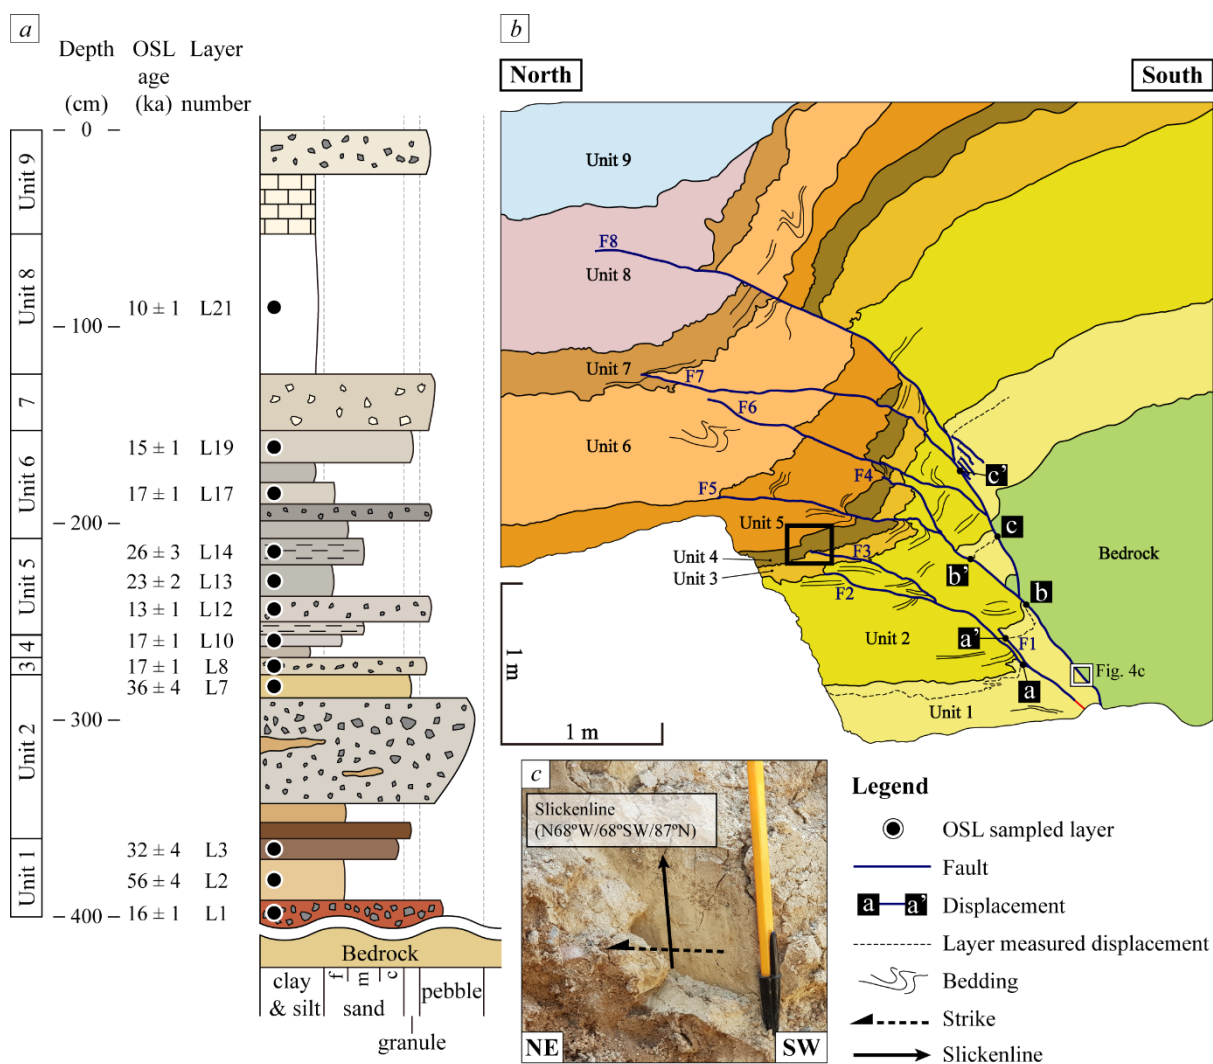 a
Depth OSL Layer
age
(cm) (ka) number
0
Unit 9
Unit 8
10 ± 1 L21
100
7
Unit 6
15 ± 1 L19
17 ± 1 L17
200
Unit 5
26 ± 3 L14
23 ± 2 L13
13 ± 1 L12
4
17 ± 1 L10
3
17 ± 1 L8
36 ± 4 L7
300
Unit 2
Unit 1
32 ± 4 L3
56 ± 4 L2
16 ± 1 L1
400
Bedrock
clay
& silt
f m c
sand
pebble
granule
b
North
South
Unit 9
F8
Unit 8
Unit 7
F7
F6
Unit 6
F4
F5
c'
Unit 5
c
Bedrock
Unit 4
F3
Unit 3
b'
F2
b
Unit 2
a'
F1
a
Fig. 4c
Unit 1
1 m
1 m
c
Slickenline
(N68ºW/68ºSW/87ºN)
NE
SW
Legend
OSL sampled layer
Fault
a a' Displacement
Layer measured displacement
Bedding
Strike
Slickenline